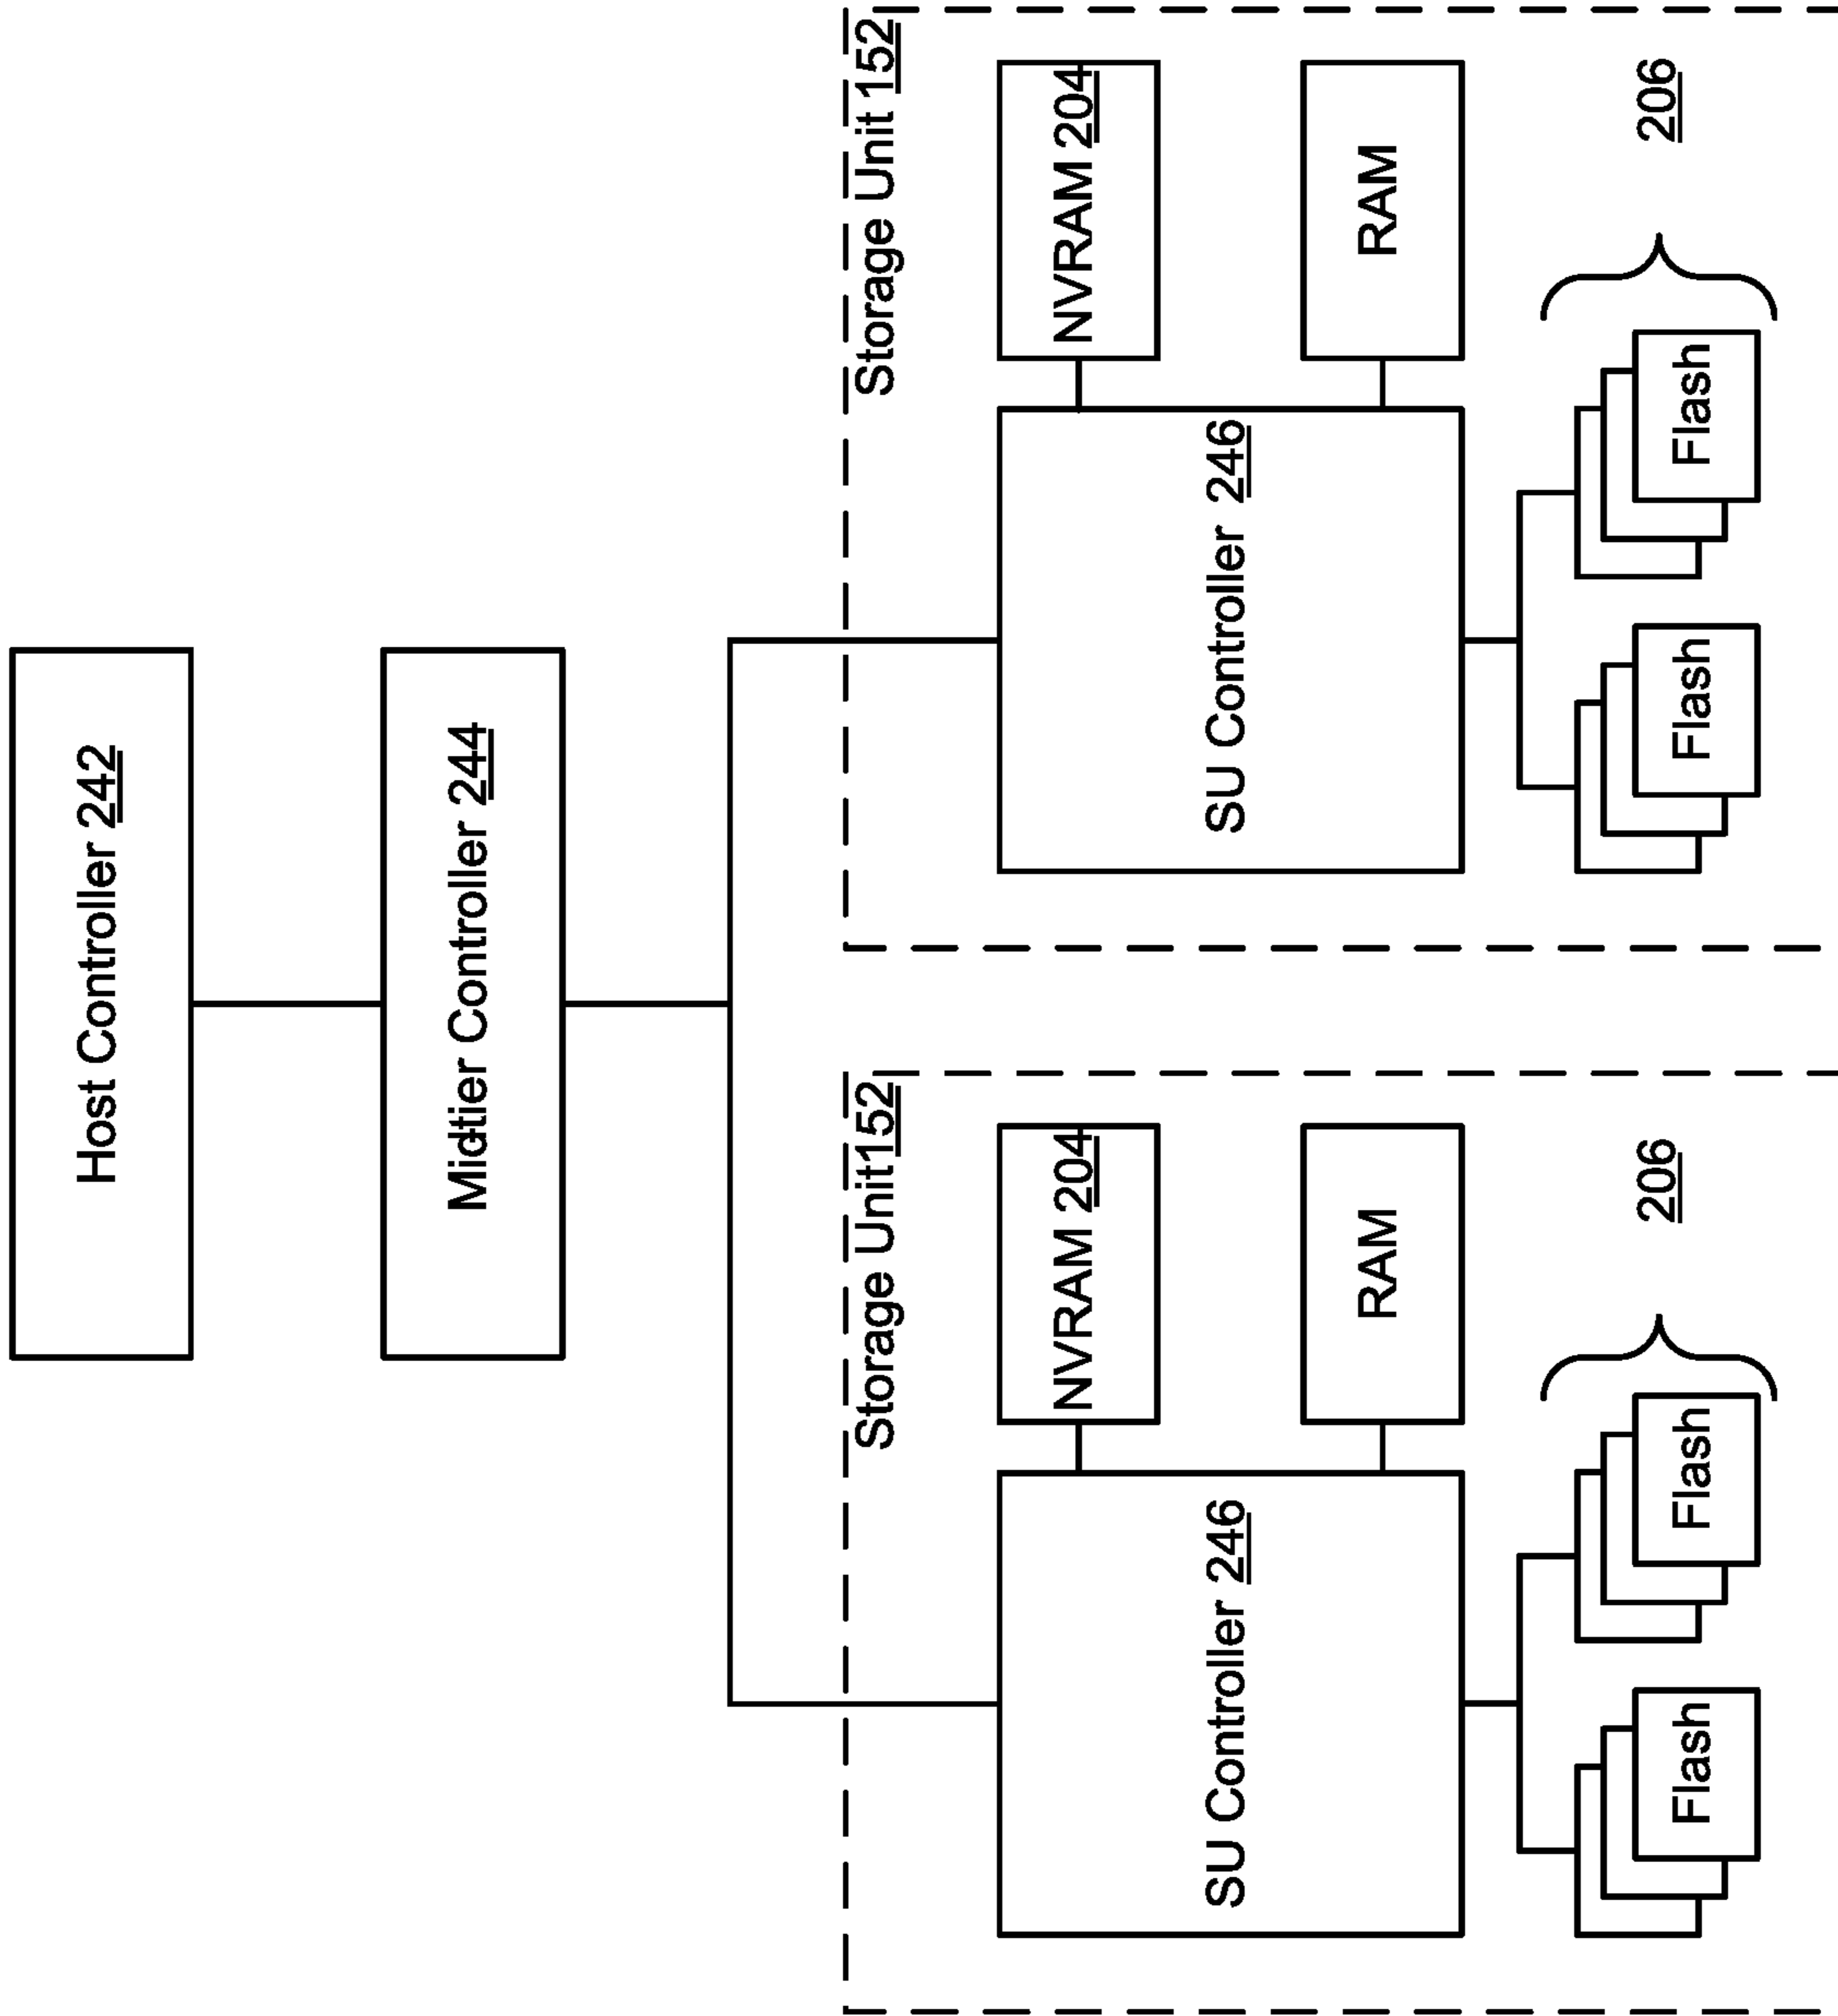 Host Controller 242
Midtier Controller 244
Storage Unit152
NVRAM 204
SU Controller 246
RAM
Flash
Flash
206
Storage Unit 152
NVRAM 204
SU Controller 246
RAM
Flash
Flash
206